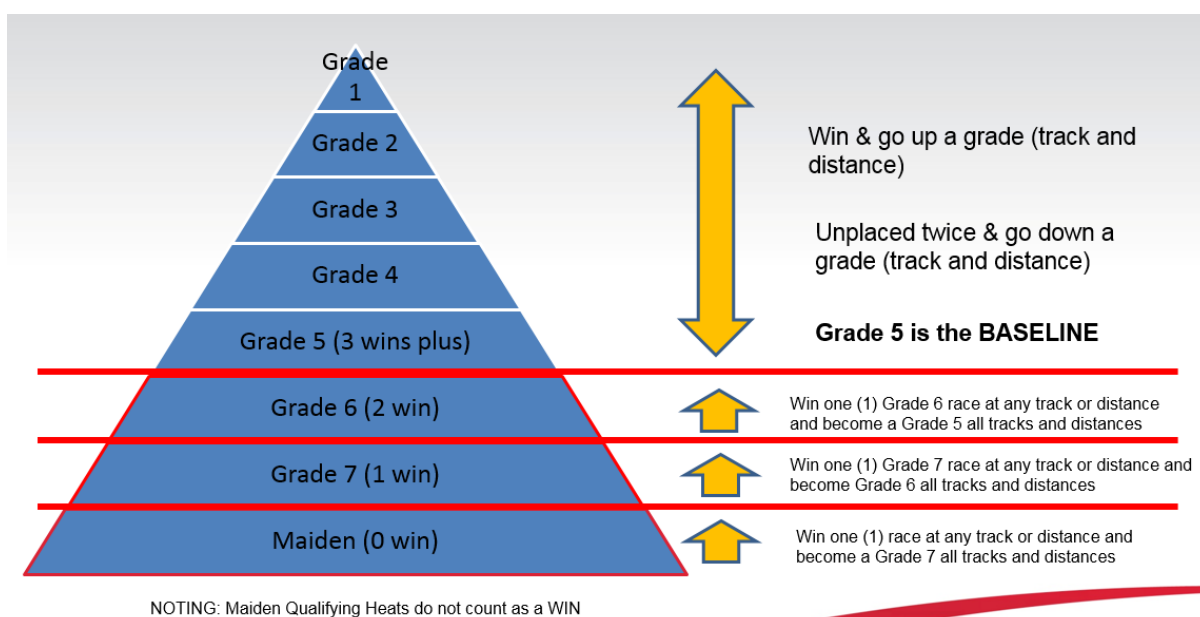 Grade
1
Grade 2
Grade 3
Grade 4
Grade 5 (3 wins plus)
Grade 6 (2 win)
Grade 7 (1 win)
Maiden (0 win)
Win & go up a grade (track and
distance)
Unplaced twice & go down a
grade (track and distance)
Grade 5 is the BASELINE
Win one (1) Grade 6 race at any track or distance
and become a Grade 5 all tracks and distances
Win one (1) Grade 7 race at any track or distance and
become Grade 6 all tracks and distances
Win one (1) race at any track or distance and
become a Grade 7 all tracks and distances
NOTING: Maiden Qualifying Heats do not count as a WIN